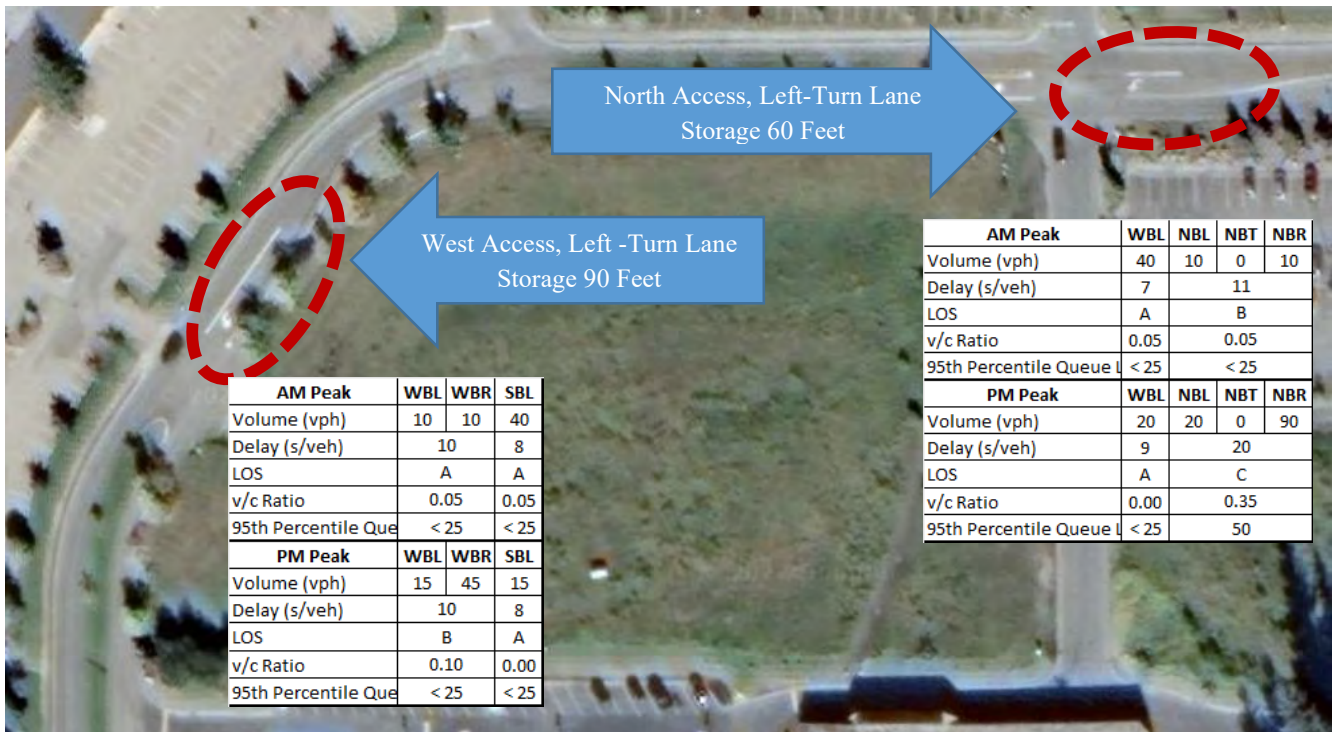 North Access, Left-Turn Lane
Storage 60 Feet
West Access, Left -Turn Lane
Storage 90 Feet
AM Peak WBL NBL NBT NBR
Volume (vph) 40 10 0 10
Delay (s/veh) 7 11
LOS A B
v/c Ratio 0.05 0.05
95th Percentile Queue L < 25 < 25
PM Peak WBL NBL NBT NBR
Volume (vph) 20 20 0 90
Delay (s/veh) 9 20
LOS A C
v/c Ratio 0.00 0.35
95th Percentile Queue L < 25 50
AM Peak WBL WBR SBL
Volume (vph) 10 10 40
Delay (s/veh) 10 8
LOS A A
v/c Ratio 0.05 0.05
95th Percentile Que < 25 < 25
PM Peak WBL WBR SBL
Volume (vph) 15 45 15
Delay (s/veh) 10 8
LOS B A
v/c Ratio 0.10 0.00
95th Percentile Que < 25 < 25